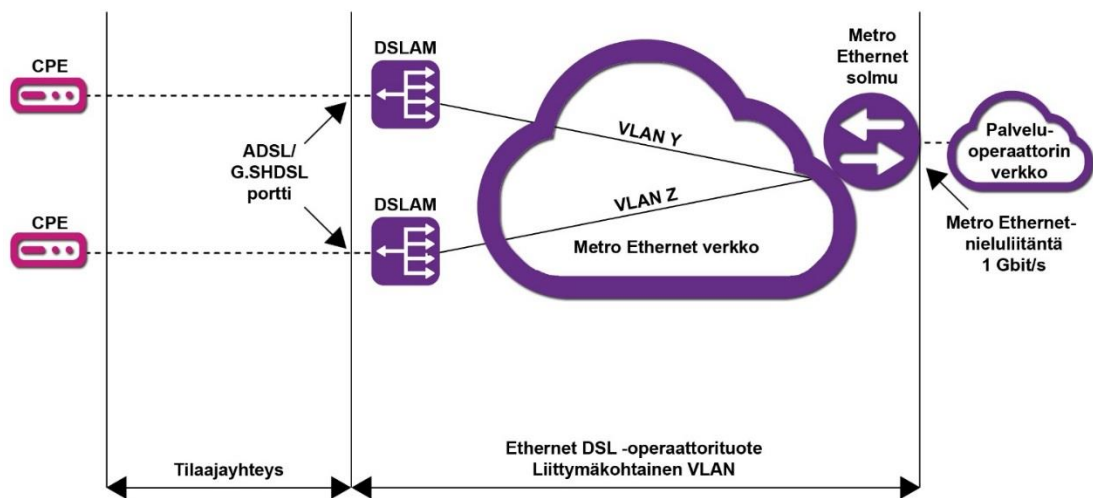 CPE
DSLAM
Metro
Ethernet
solmu
ADSL/
G.SHDSL
portti
VLAN Y
Palvelu-
operaattorin
verkko
CPE
DSLAM
VLAN Z
Metro Ethernet verkko
Metro Ethernet-
nieluliitäntä
1 Gbit/s
Tilaajayhteys
Ethernet DSL -operaattorituote
Liittymäkohtainen VLAN